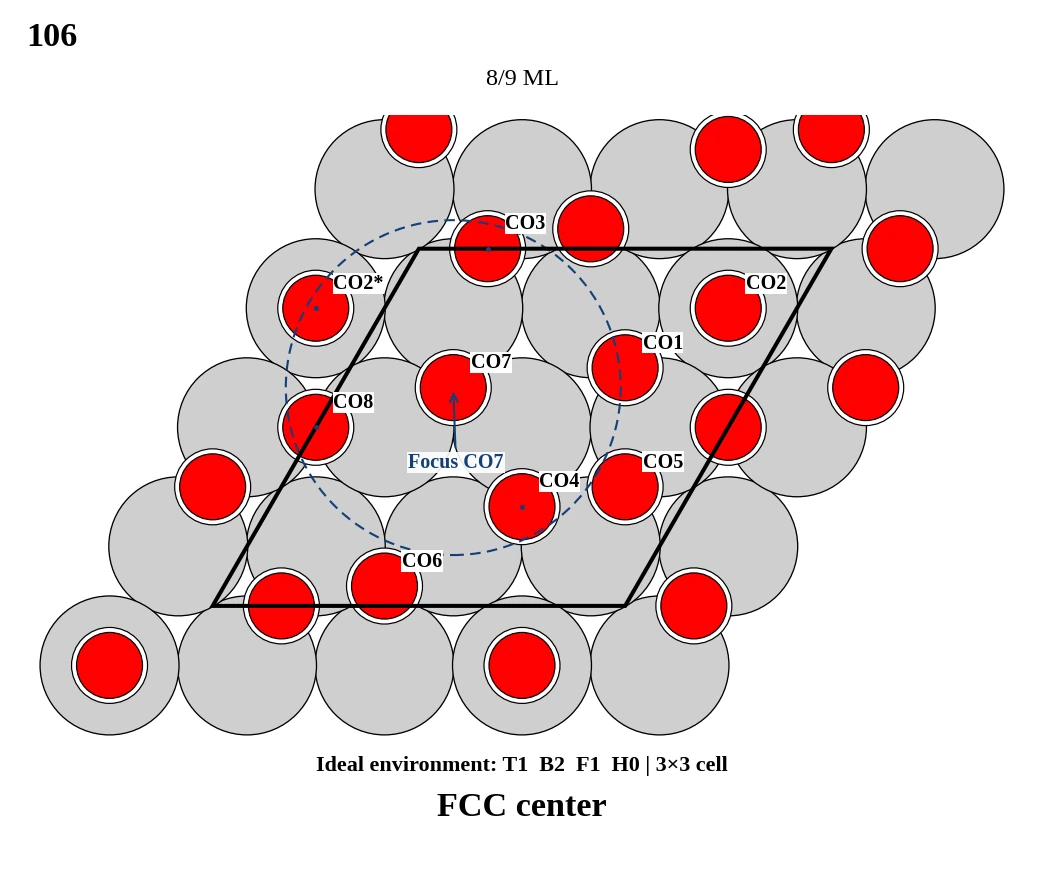 106
8/9 ML
CO3
CO2*
CO2
CO1
CO7
CO8
Focus CO7
CO5
CO4
CO6
Ideal environment: T1  B2  F1  H0 | 3×3 cell
FCC center